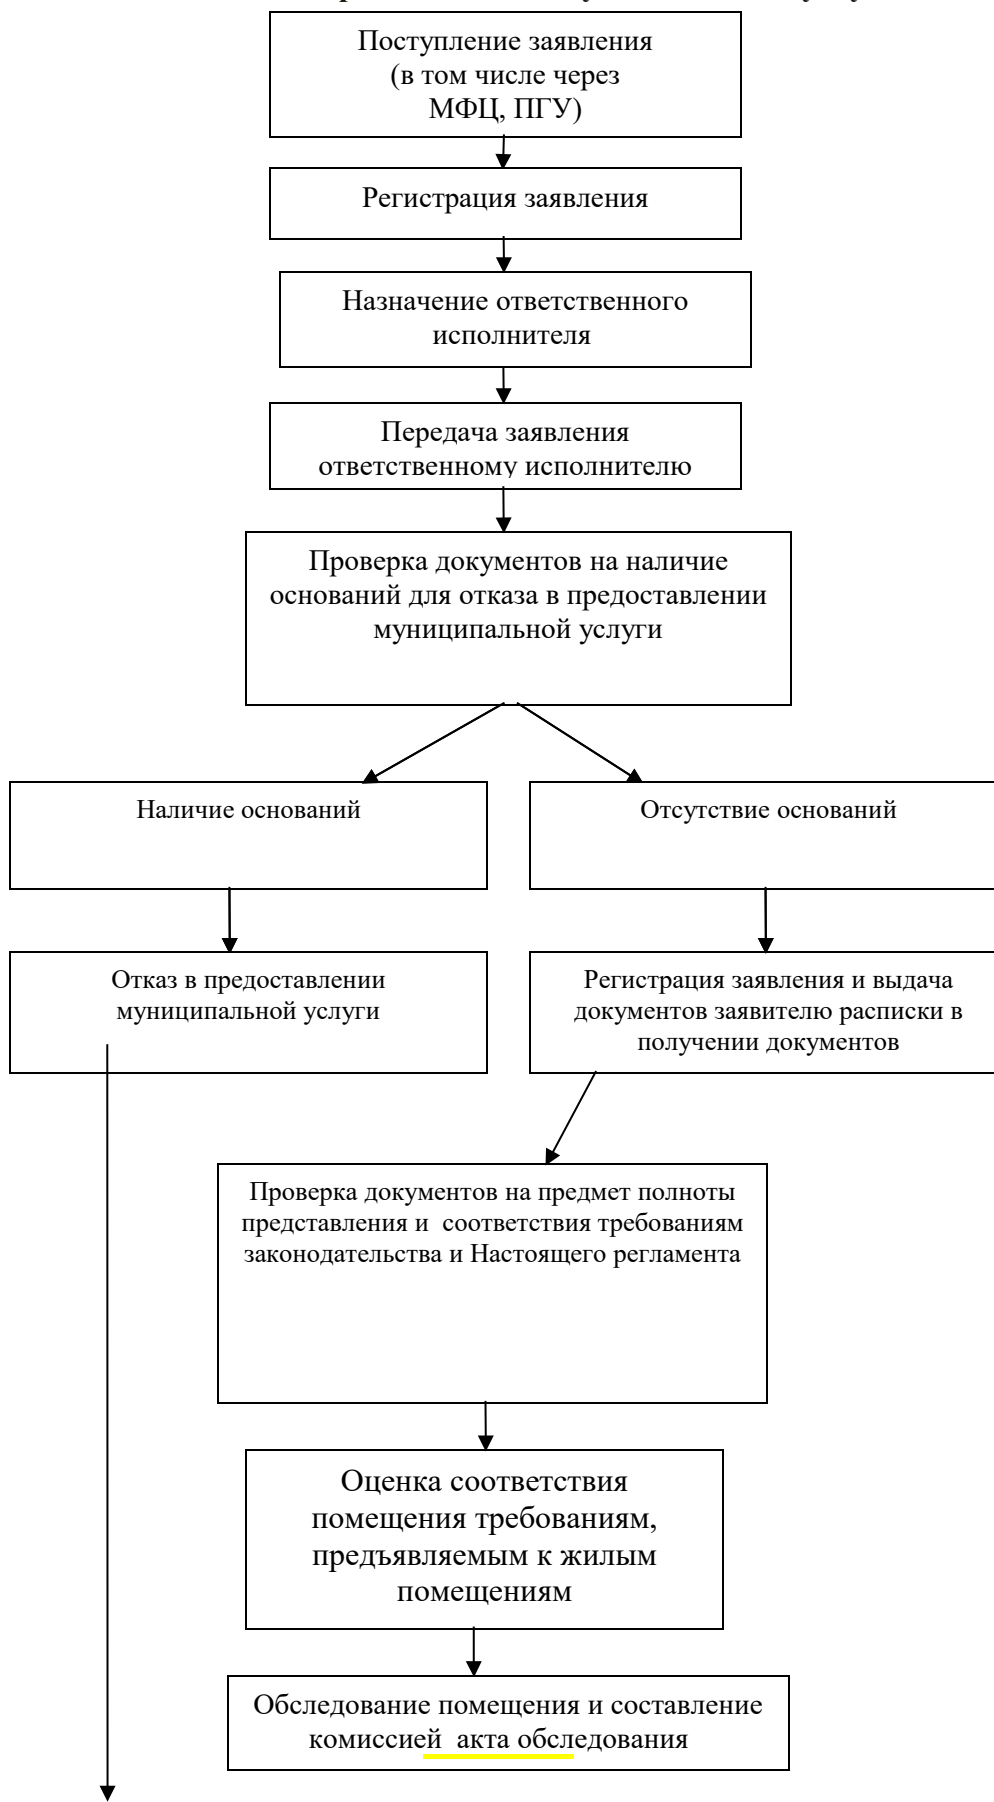 Поступление заявления
(в том числе через
МФЦ, ПГУ)
Регистрация заявления
Назначение ответственного
исполнителя
Передача заявления
ответственному исполнителю
Проверка документов на наличие
оснований для отказа в предоставлении
муниципальной услуги
Наличие оснований
Отсутствие оснований
Отказ в предоставлении
муниципальной услуги
Регистрация заявления и выдача
документов заявителю расписки в
получении документов
Проверка документов на предмет полноты
представления и  соответствия требованиям
законодательства и Настоящего регламента
Оценка соответствия
помещения требованиям,
предъявляемым к жилым
помещениям
Обследование помещения и составление
комиссией  акта обследования